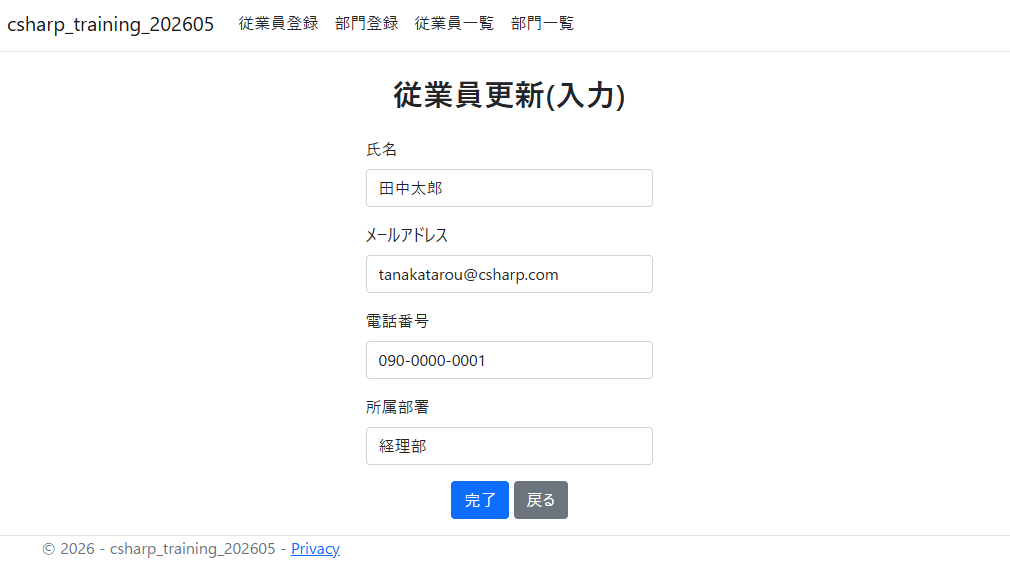 csharp_training_202605 従業員登録 部門登録 従業員一覧 部門一覧
従業員更新(入力)
氏名
田中太郎
メールアドレス
tanakatarou@csharp.com
電話番号
090-0000-0001
所属部署
経理部
完了 戻る
© 2026 - csharp_training_202605 - Privacy